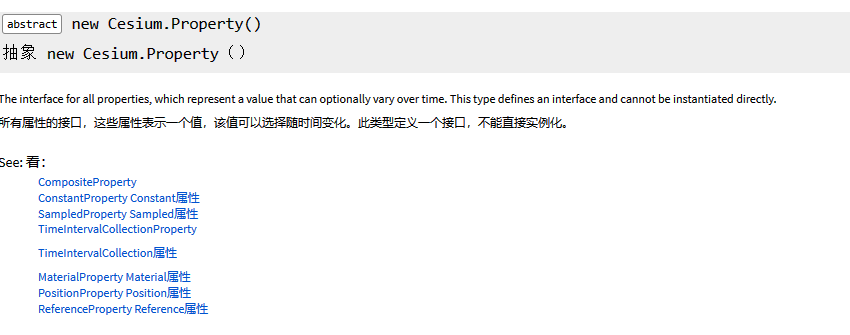 abstract new Cesium.Property()
抽象 new Cesium.Property（）
The interface for all properties, which represent a value that can optionally vary over time. This type defines an interface and cannot be instantiated directly.
所有属性的接口，这些属性表示一个值，该值可以选择随时间变化。此类型定义一个接口，不能直接实例化。
See: 看：
CompositeProperty
ConstantProperty Constant属性
SampledProperty Sampled属性
TimeIntervalCollectionProperty
TimeIntervalCollection属性
MaterialProperty Material属性
PositionProperty Position属性
ReferenceProperty Reference属性